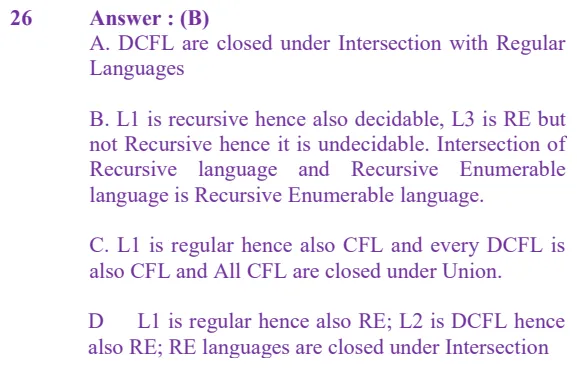 26 Answer : (B)
A. DCFL are closed under Intersection with Regular
Languages
B. L1 is recursive hence also decidable, L3 is RE but
not Recursive hence it is undecidable. Intersection of
Recursive language and Recursive Enumerable
language is Recursive Enumerable language.
C. L1 is regular hence also CFL and every DCFL is
also CFL and All CFL are closed under Union.
D L1 is regular hence also RE; L2 is DCFL hence
also RE; RE languages are closed under Intersection